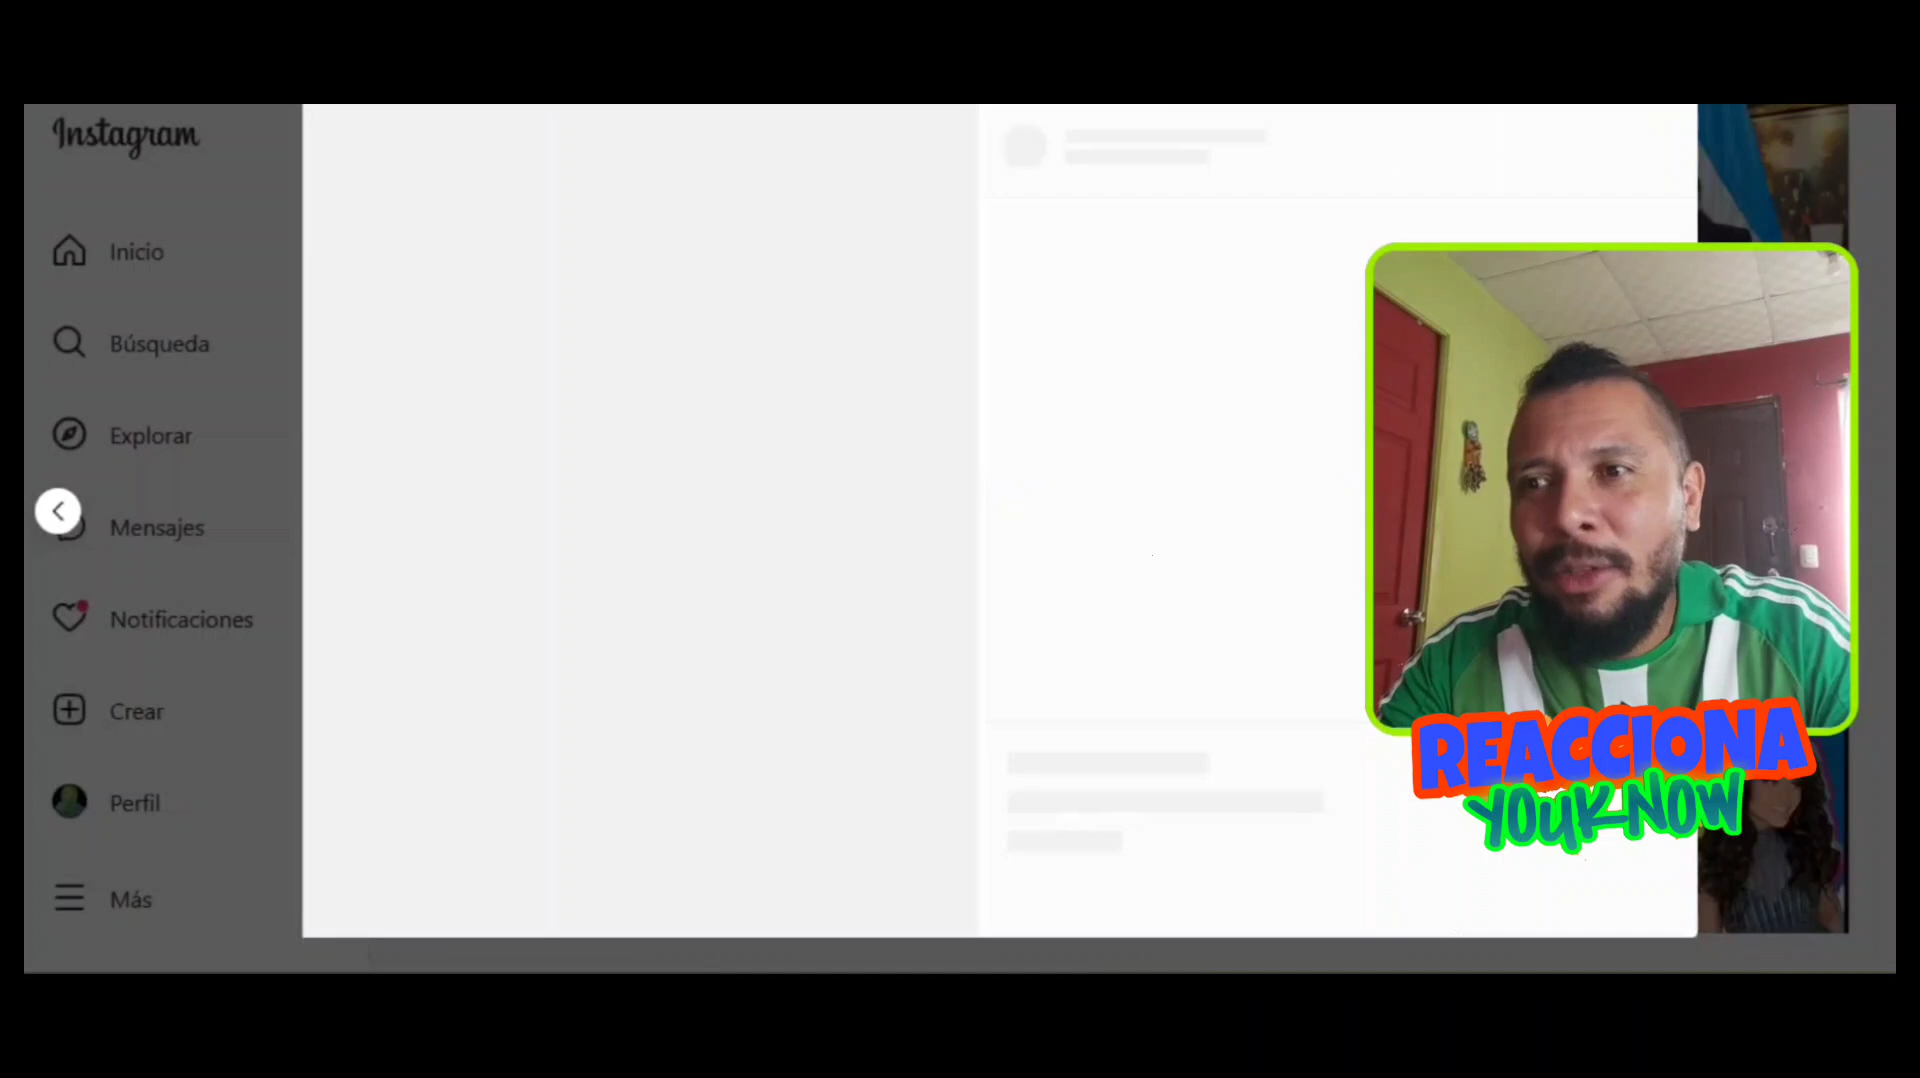 Instagram
Inicio
Búsqueda
Explorar
Mensajes
Notificaciones
Crear
Perfil
Más
REACCIONA
YOUKNOW